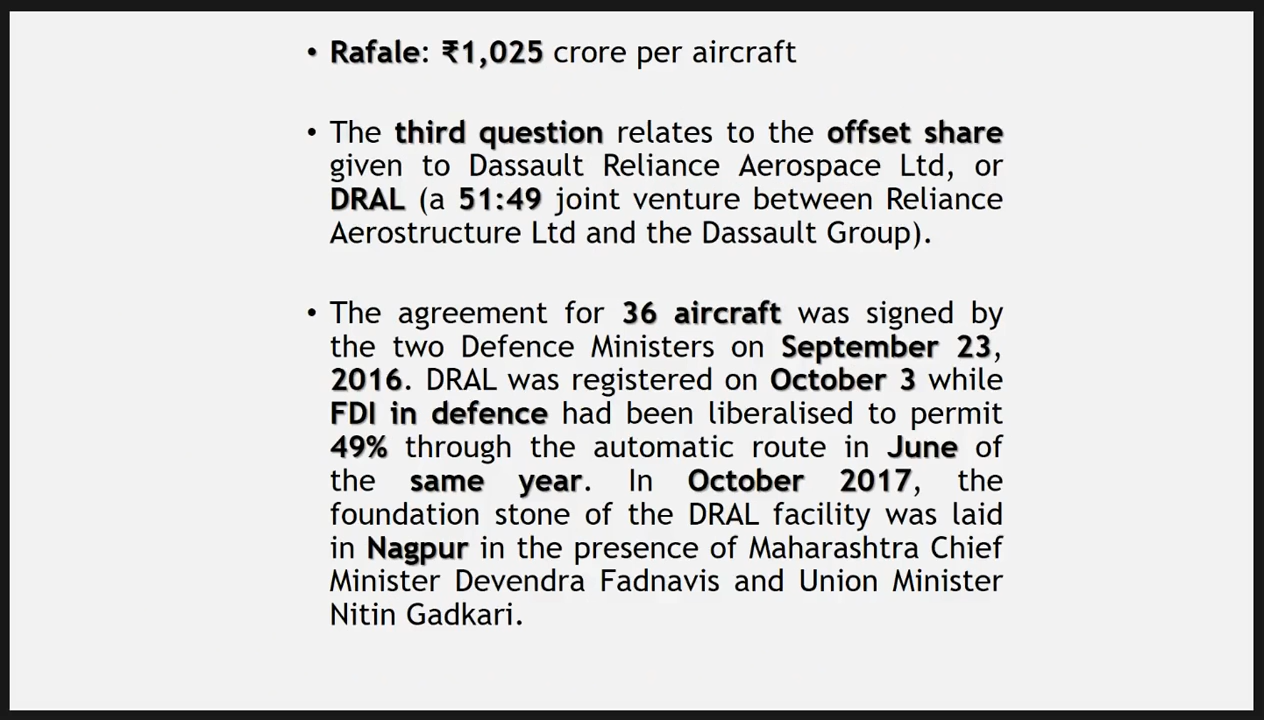 • Rafale: ₹1,025 crore per aircraft
• The third question relates to the offset share
given to Dassault Reliance Aerospace Ltd, or
DRAL (a 51:49 joint venture between Reliance
Aerostructure Ltd and the Dassault Group).
• The agreement for 36 aircraft was signed by
the two Defence Ministers on September 23,
2016. DRAL was registered on October 3 while
FDI in defence had been liberalised to permit
49% through the automatic route in June of
the same year. In October 2017, the
foundation stone of the DRAL facility was laid
in Nagpur in the presence of Maharashtra Chief
Minister Devendra Fadnavis and Union Minister
Nitin Gadkari.